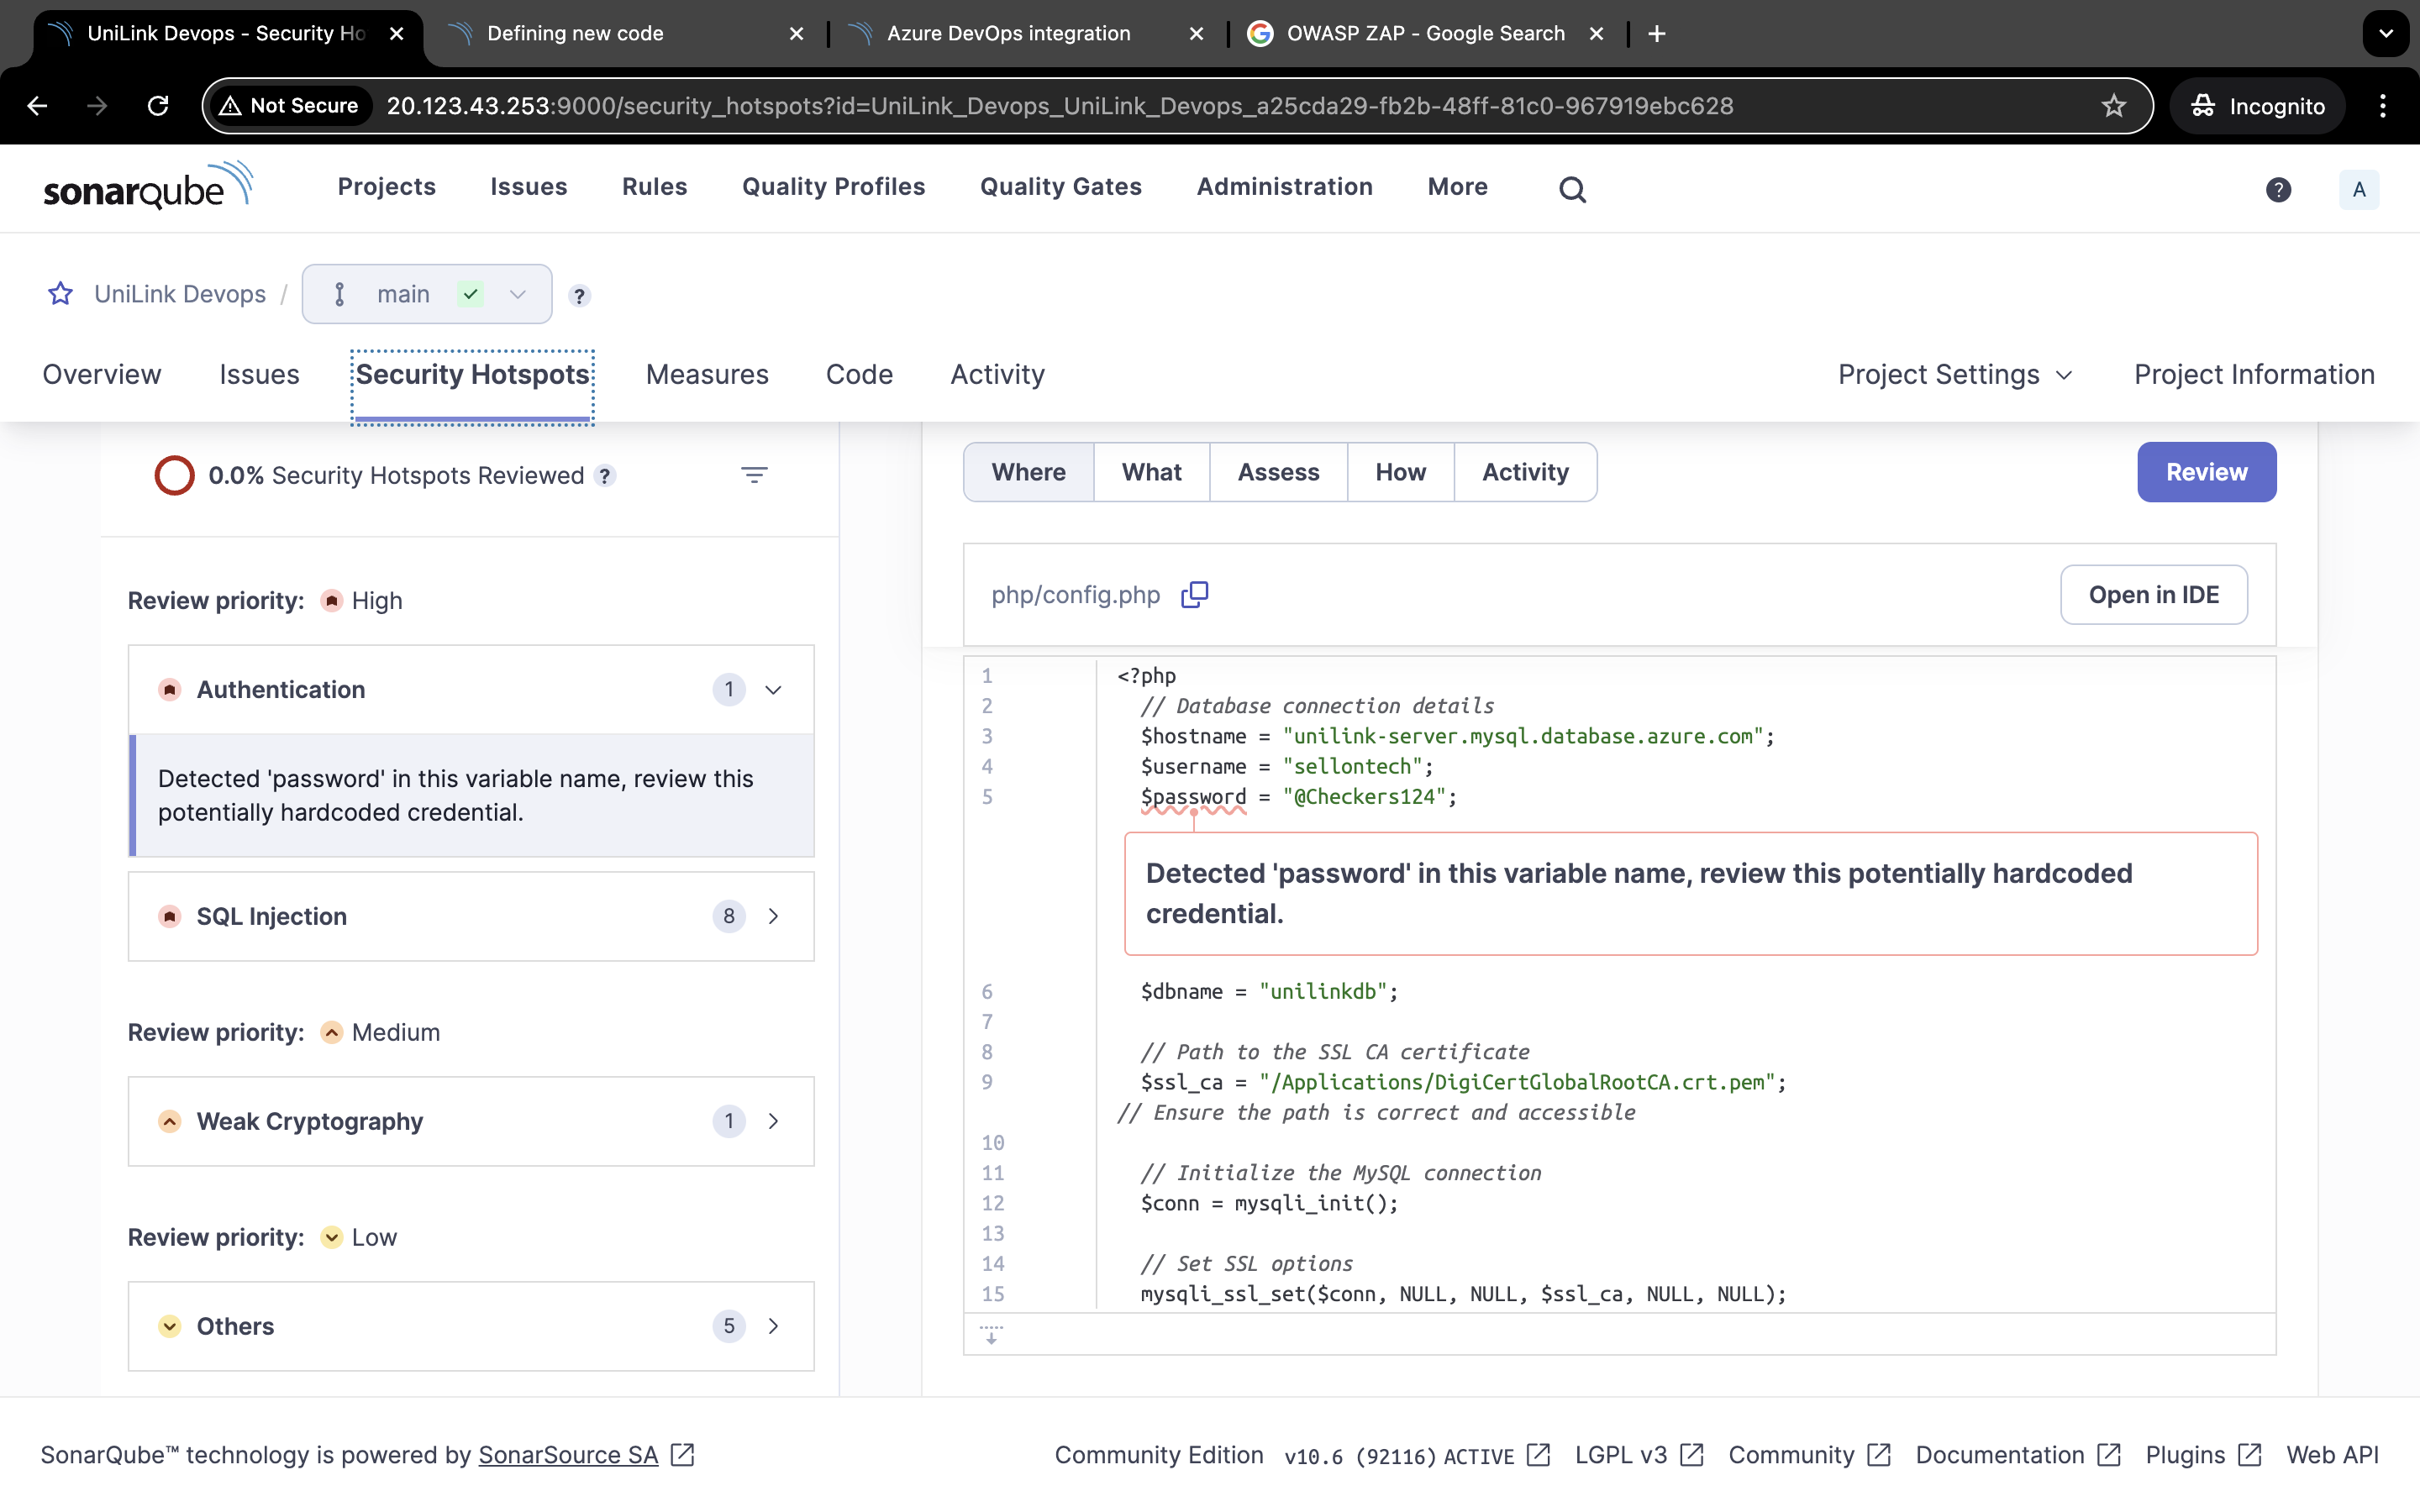 UniLink Devops - Security Ho
Defining new code
Azure DevOps integration
OWASP ZAP - Google Search
Not Secure
20.123.43.253:9000/security_hotspots?id=UniLink_Devops_UniLink_Devops_a25cda29-fb2b-48ff-81c0-967919ebc628
Incognito
sonarqube
Projects
Issues
Rules
Quality Profiles
Quality Gates
Administration
More
?
A
UniLink Devops /
main
?
Overview
Issues
Security Hotspots
Measures
Code
Activity
Project Settings
Project Information
0.0% Security Hotspots Reviewed ?
Review priority: High
Authentication 1
Detected 'password' in this variable name, review this
potentially hardcoded credential.
SQL Injection 8
Review priority: Medium
Weak Cryptography 1
Review priority: Low
Others 5
Where
What
Assess
How
Activity
Review
php/config.php
Open in IDE
1 <?php
2 // Database connection details
3 $hostname = "unilink-server.mysql.database.azure.com";
4 $username = "sellontech";
5 $password = "@Checkers124";
Detected 'password' in this variable name, review this potentially hardcoded
credential.
6 $dbname = "unilinkdb";
7
8 // Path to the SSL CA certificate
9 $ssl_ca = "/Applications/DigiCertGlobalRootCA.crt.pem";
// Ensure the path is correct and accessible
10
11 // Initialize the MySQL connection
12 $conn = mysqli_init();
13
14 // Set SSL options
15 mysqli_ssl_set($conn, NULL, NULL, $ssl_ca, NULL, NULL);
SonarQube™ technology is powered by SonarSource SA
Community Edition
v10.6 (92116) ACTIVE
LGPL v3
Community
Documentation
Plugins
Web API